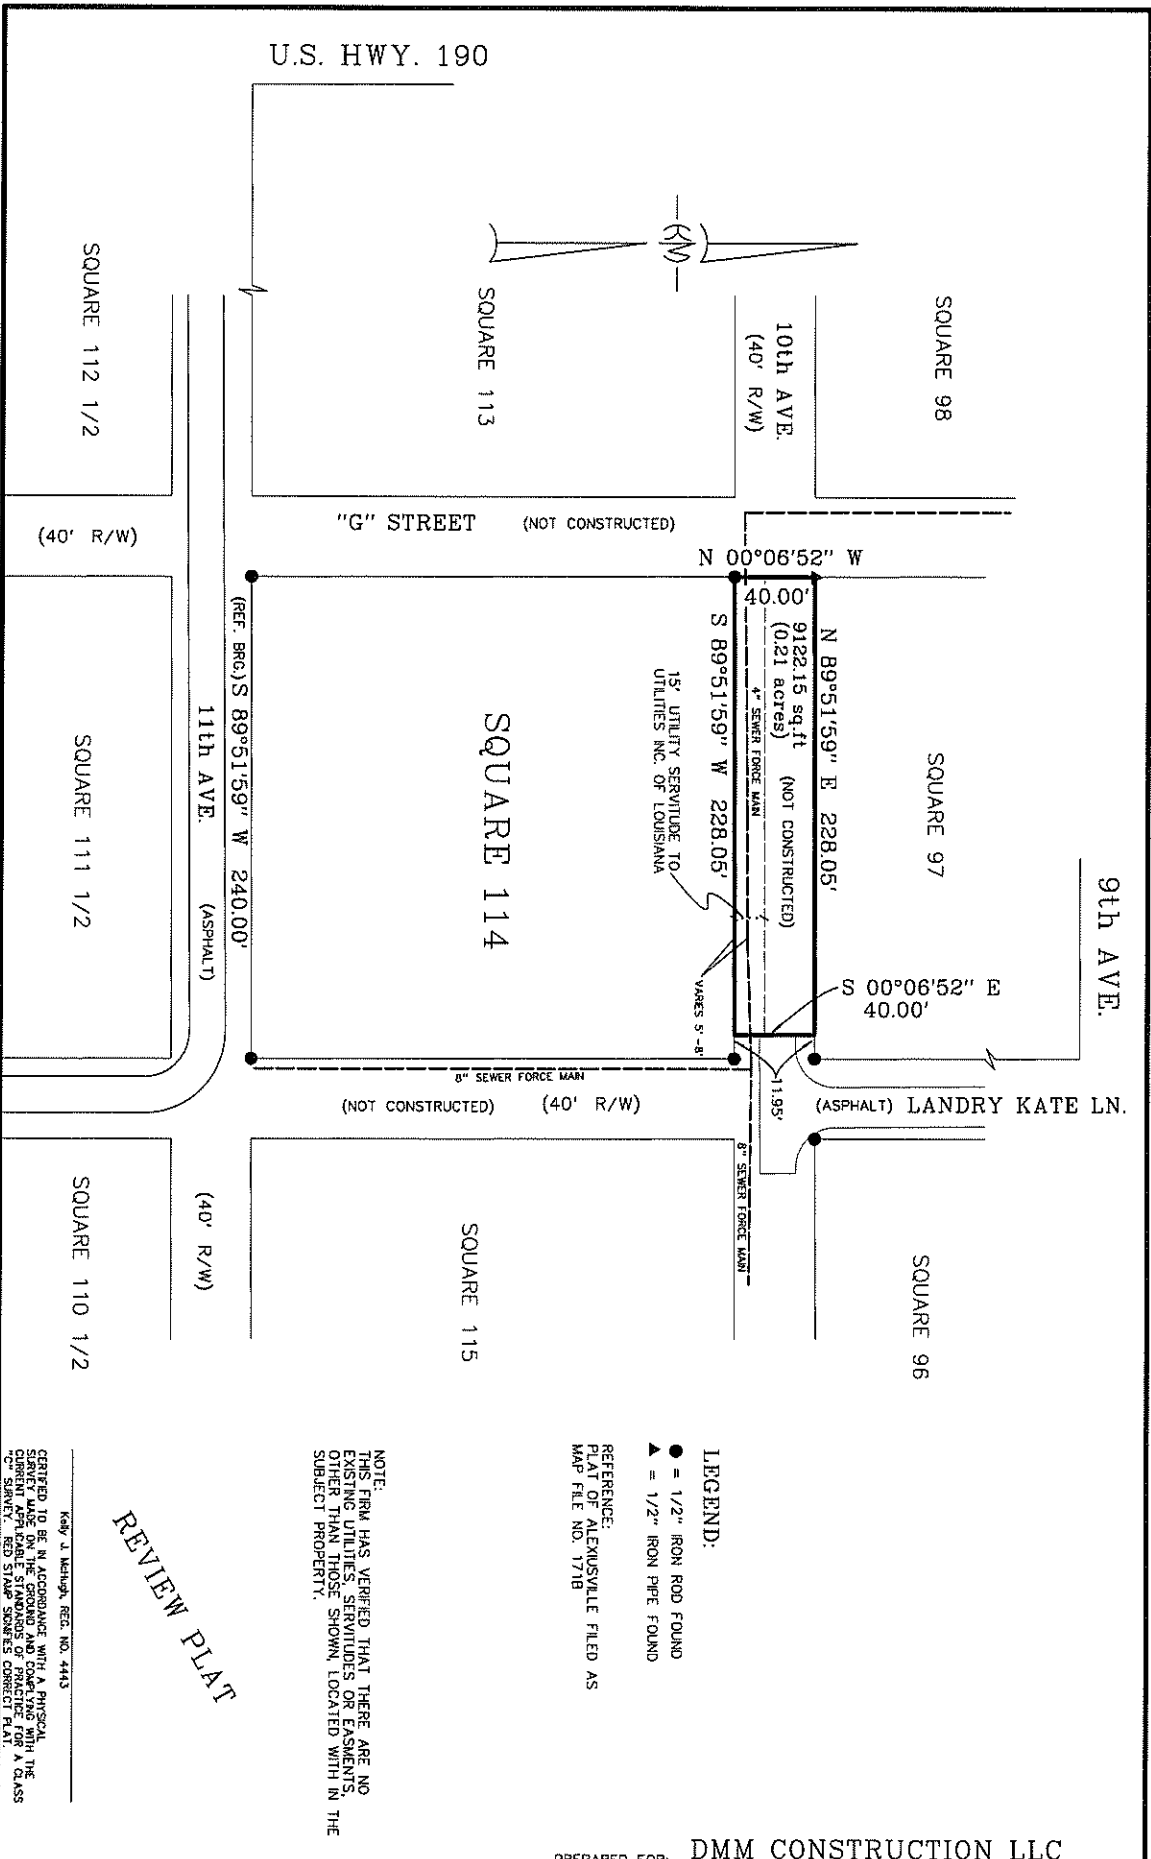 U.S. HWY. 190
SQUARE 98
10th AVE.
(40' R/W)
KM
SQUARE 113
SQUARE 112 1/2
"G" STREET (NOT CONSTRUCTED)
(40' R/W)
9th AVE.
SQUARE 97
N 00°06'52" W
40.00'
N 89°51'59" E 228.05'
9122.15 sq.ft
(0.21 acres)
(NOT CONSTRUCTED)
4" SEWER FORCE MAIN
S 89°51'59" W 228.05'
15' UTILITY SERVITUDE TO
UTILITIES INC. OF LOUISIANA
VARIES 5'-8'
S 00°06'52" E
40.00'
11.95'
SQUARE 114
(REF. BRG.) S 89°51'59" W 240.00'
11th AVE. (ASPHALT)
SQUARE 111 1/2
8" SEWER FORCE MAIN
(NOT CONSTRUCTED) (40' R/W)
(ASPHALT) LANDRY KATE LN.
8" SEWER FORCE MAIN
SQUARE 96
SQUARE 115
(40' R/W)
SQUARE 110 1/2
LEGEND:
● = 1/2" IRON ROD FOUND
▲ = 1/2" IRON PIPE FOUND
REFERENCE:
PLAT OF ALEXIUSVILLE FILED AS
MAP FILE NO. 171B
NOTE:
THIS FIRM HAS VERIFIED THAT THERE ARE NO
EXISTING UTILITIES, SERVITUDES OR EASMENTS,
OTHER THAN THOSE SHOWN, LOCATED WITH IN THE
SUBJECT PROPERTY.
REVIEW PLAT
Kelly J. McHugh, REG. NO. 4443
CERTIFIED TO BE IN ACCORDANCE WITH A PHYSICAL
SURVEY MADE ON THE GROUND AND COMPLYING WITH THE
CURRENT APPLICABLE STANDARDS OF PRACTICE FOR A CLASS
"C" SURVEY. RED STAMP SIGNIFIES CORRECT PLAT.
PREPARED FOR: DMM CONSTRUCTION LLC